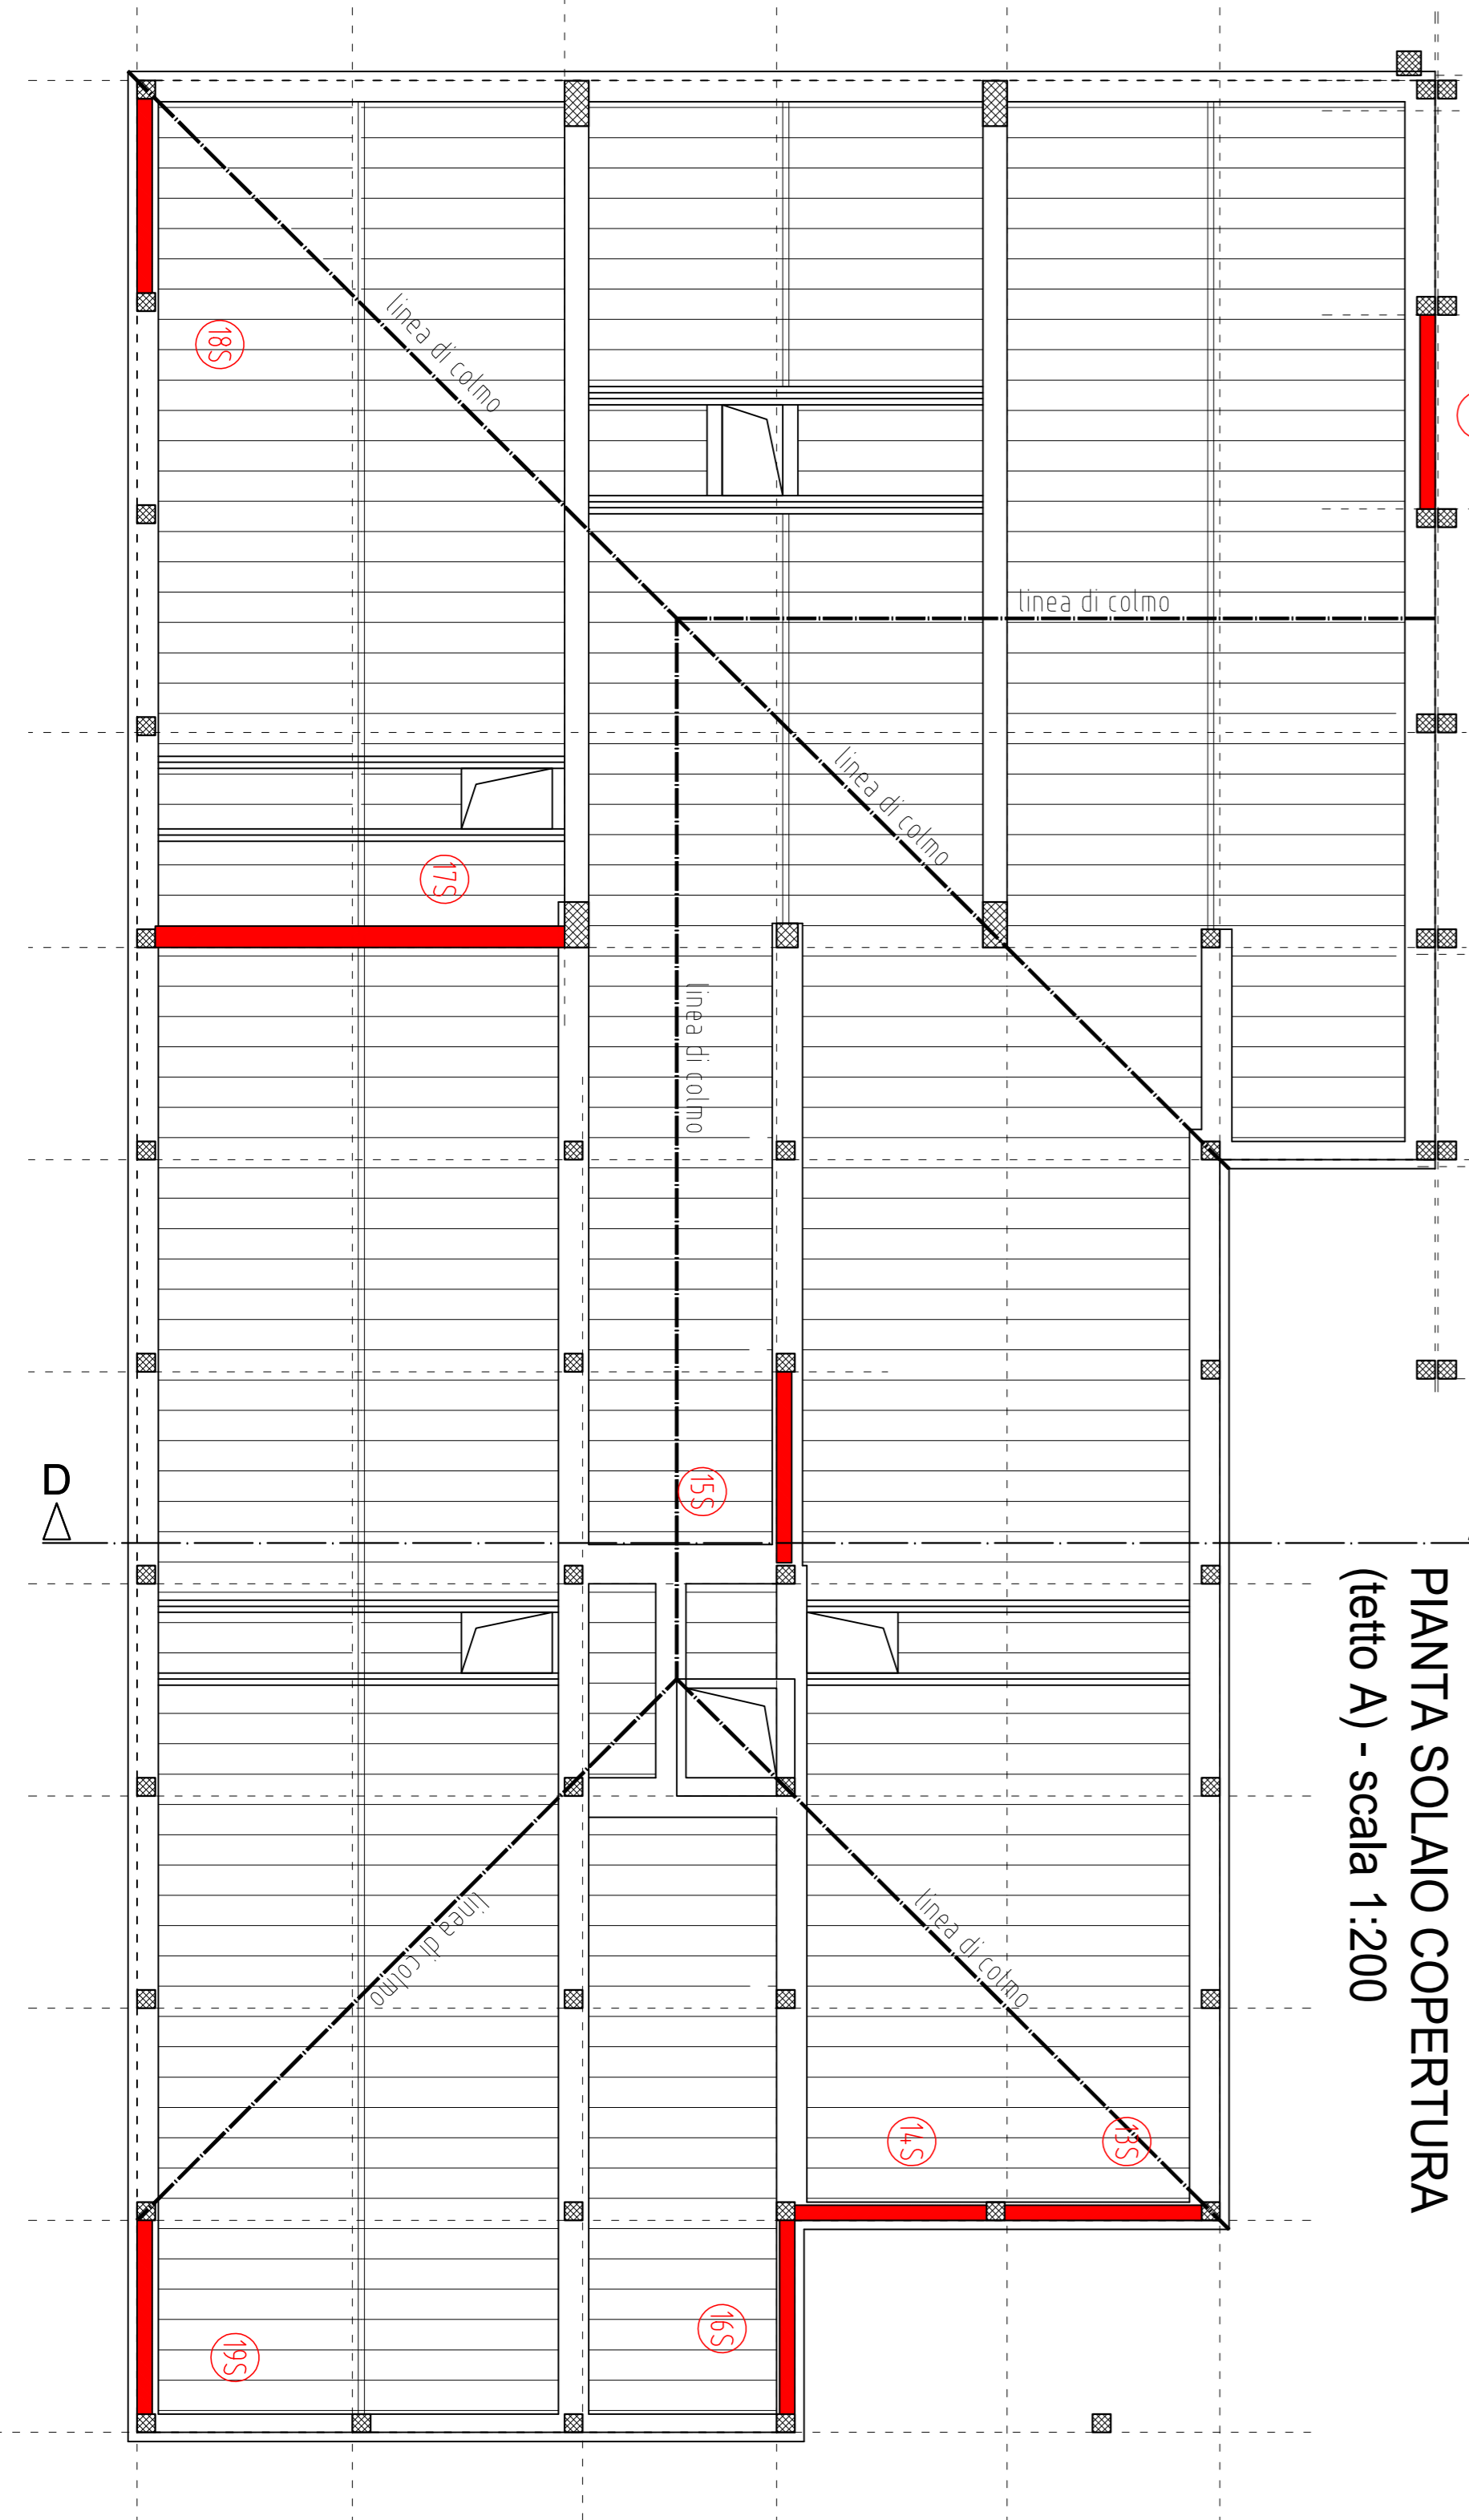 PIANTA SOLAIO COPERTURA
(tetto A) - scala 1:200
linea di colmo
18S
linea di colmo
linea di colmo
17S
linea di colmo
D
15S
linea di colmo
linea di colmo
14S
13S
16S
19S